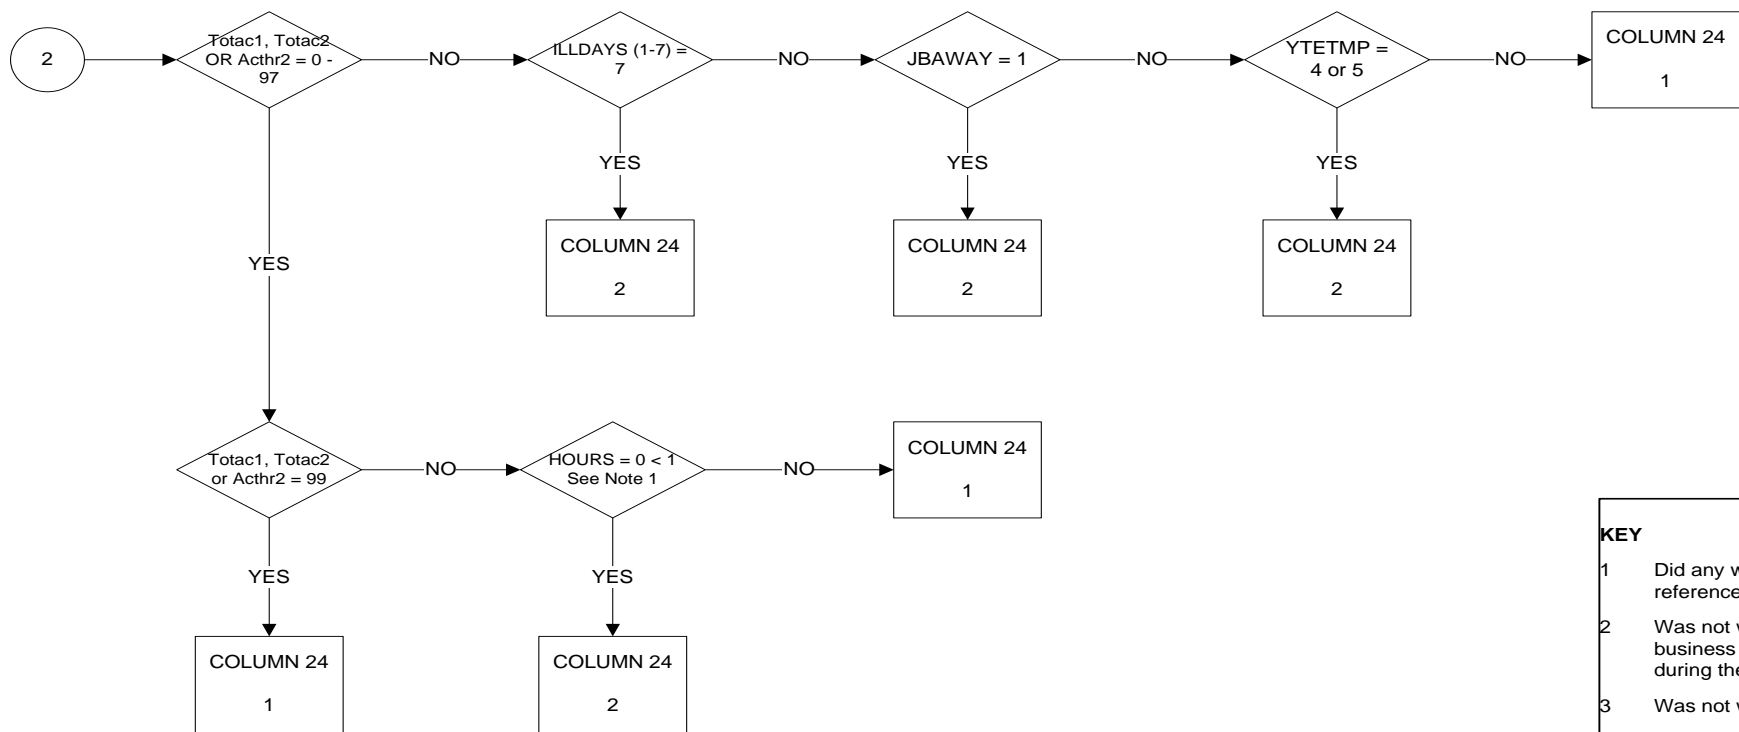 2
Totac1, Totac2
OR Acthr2 = 0 -
97
NO
ILLDAYS (1-7) =
7
NO
JBAWAY = 1
NO
YTETMP =
4 or 5
NO
COLUMN 24
1
YES
YES
YES
YES
COLUMN 24
2
COLUMN 24
2
COLUMN 24
2
Totac1, Totac2
or Acthr2 = 99
NO
HOURS = 0 < 1
See Note 1
NO
COLUMN 24
1
YES
YES
COLUMN 24
1
COLUMN 24
2
KEY
1 Did any w
reference
2 Was not w
business
during the
3 Was not w